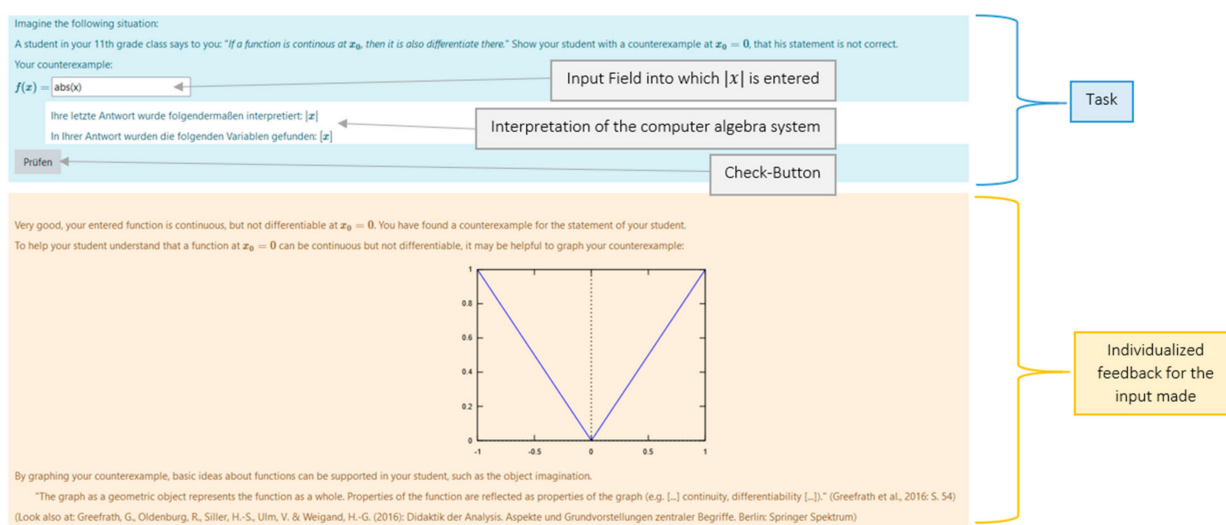 Imagine the following situation:
A student in your 11th grade class says to you: "If a function is continous at x₀, then it is also differentiate there." Show your student with a counterexample at x₀ = 0, that his statement is not correct.
Your counterexample:
f(x) = abs(x)
Input Field into which |x| is entered
Ihre letzte Antwort wurde folgendermaßen interpretiert: |x|
In Ihrer Antwort wurden die folgenden Variablen gefunden: [x]
Interpretation of the computer algebra system
Prüfen
Check-Button
Task
Very good, your entered function is continuous, but not differentiable at x₀ = 0. You have found a counterexample for the statement of your student.
To help your student understand that a function at x₀ = 0 can be continuous but not differentiable, it may be helpful to graph your counterexample:
1
0.8
0.6
0.4
0.2
0
-1 -0.5 0 0.5 1
Individualized
feedback for the
input made
By graphing your counterexample, basic ideas about functions can be supported in your student, such as the object imagination.
"The graph as a geometric object represents the function as a whole. Properties of the function are reflected as properties of the graph (e.g. [...] continuity, differentiability [...])." (Greefrath et al., 2016: S. 54)
(Look also at: Greefrath, G., Oldenburg, R., Siller, H.-S., Ulm, V. & Weigand, H.-G. (2016): Didaktik der Analysis. Aspekte und Grundvorstellungen zentraler Begriffe. Berlin: Springer Spektrum)